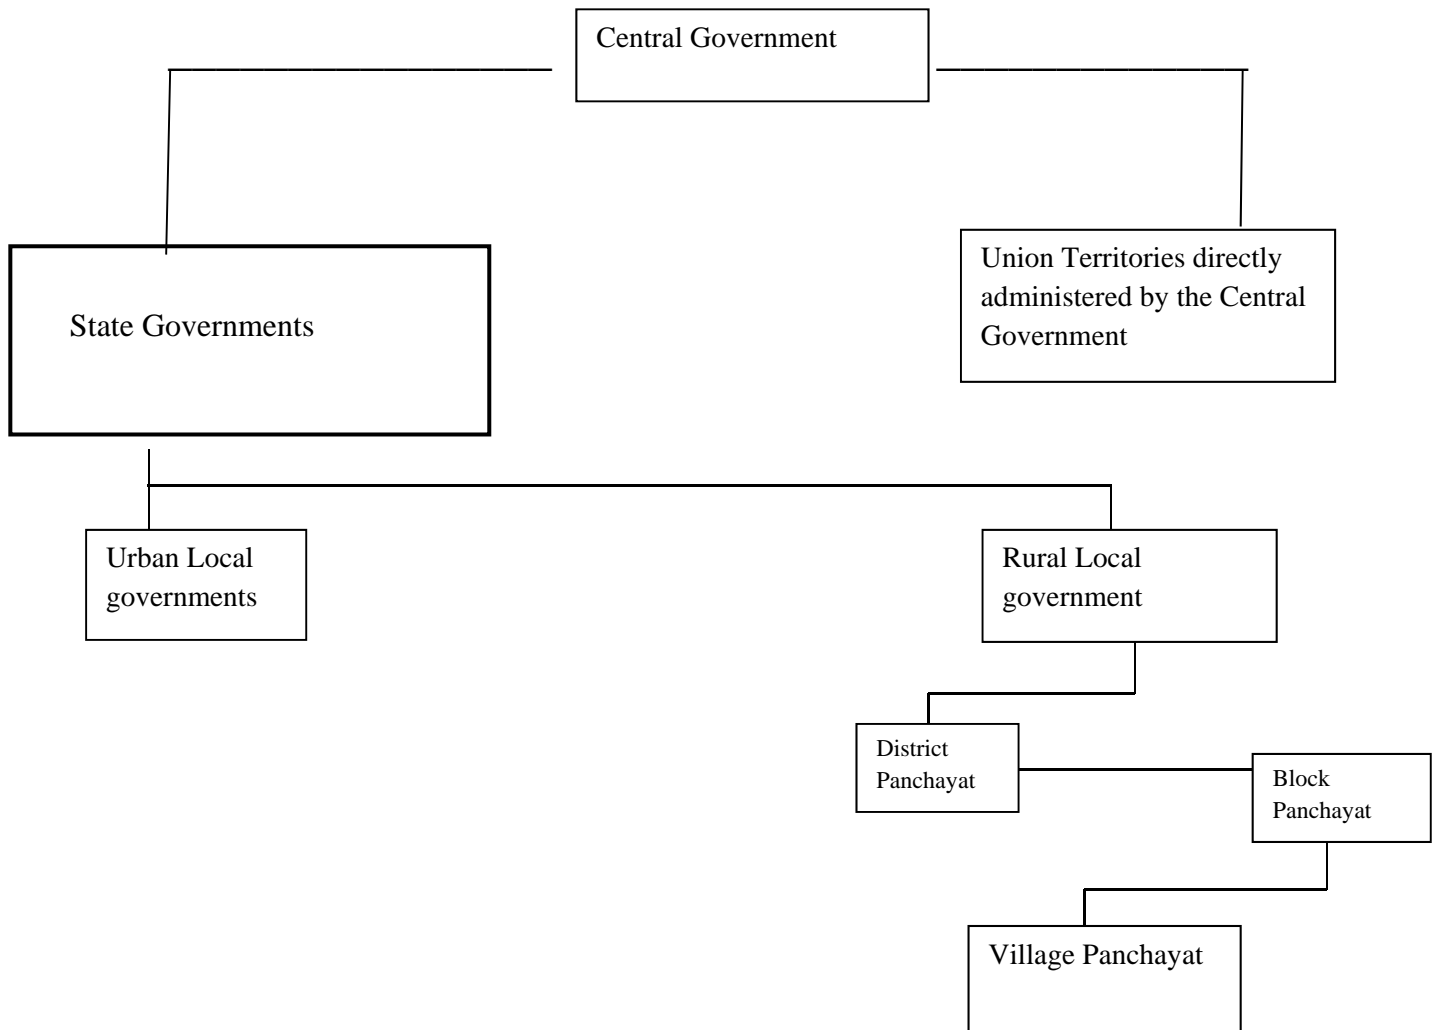 Central Government
Union Territories directly
administered by the Central
Government
State Governments
Urban Local
governments
Rural Local
government
District
Panchayat
Block
Panchayat
Village Panchayat